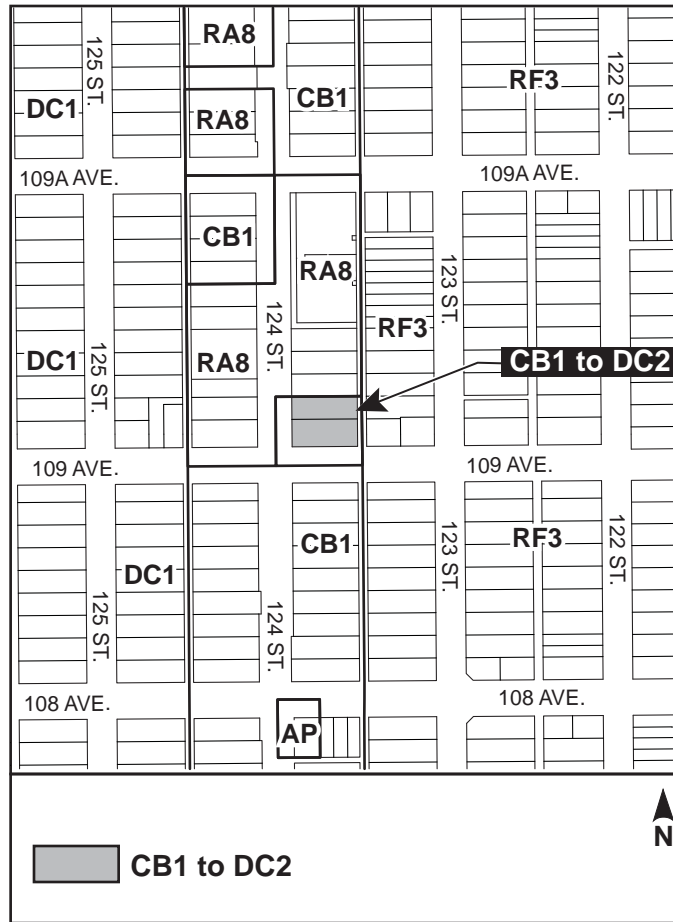 RA8
125 ST.
CB1
RF3
122 ST.
DC1
RA8
109A AVE.
109A AVE.
CB1
RA8
123 ST.
124 ST.
RF3
DC1
125 ST.
RA8
CB1 to DC2
109 AVE.
109 AVE.
CB1
RF3
122 ST.
123 ST.
DC1
125 ST.
124 ST.
108 AVE.
108 AVE.
AP
N
CB1 to DC2